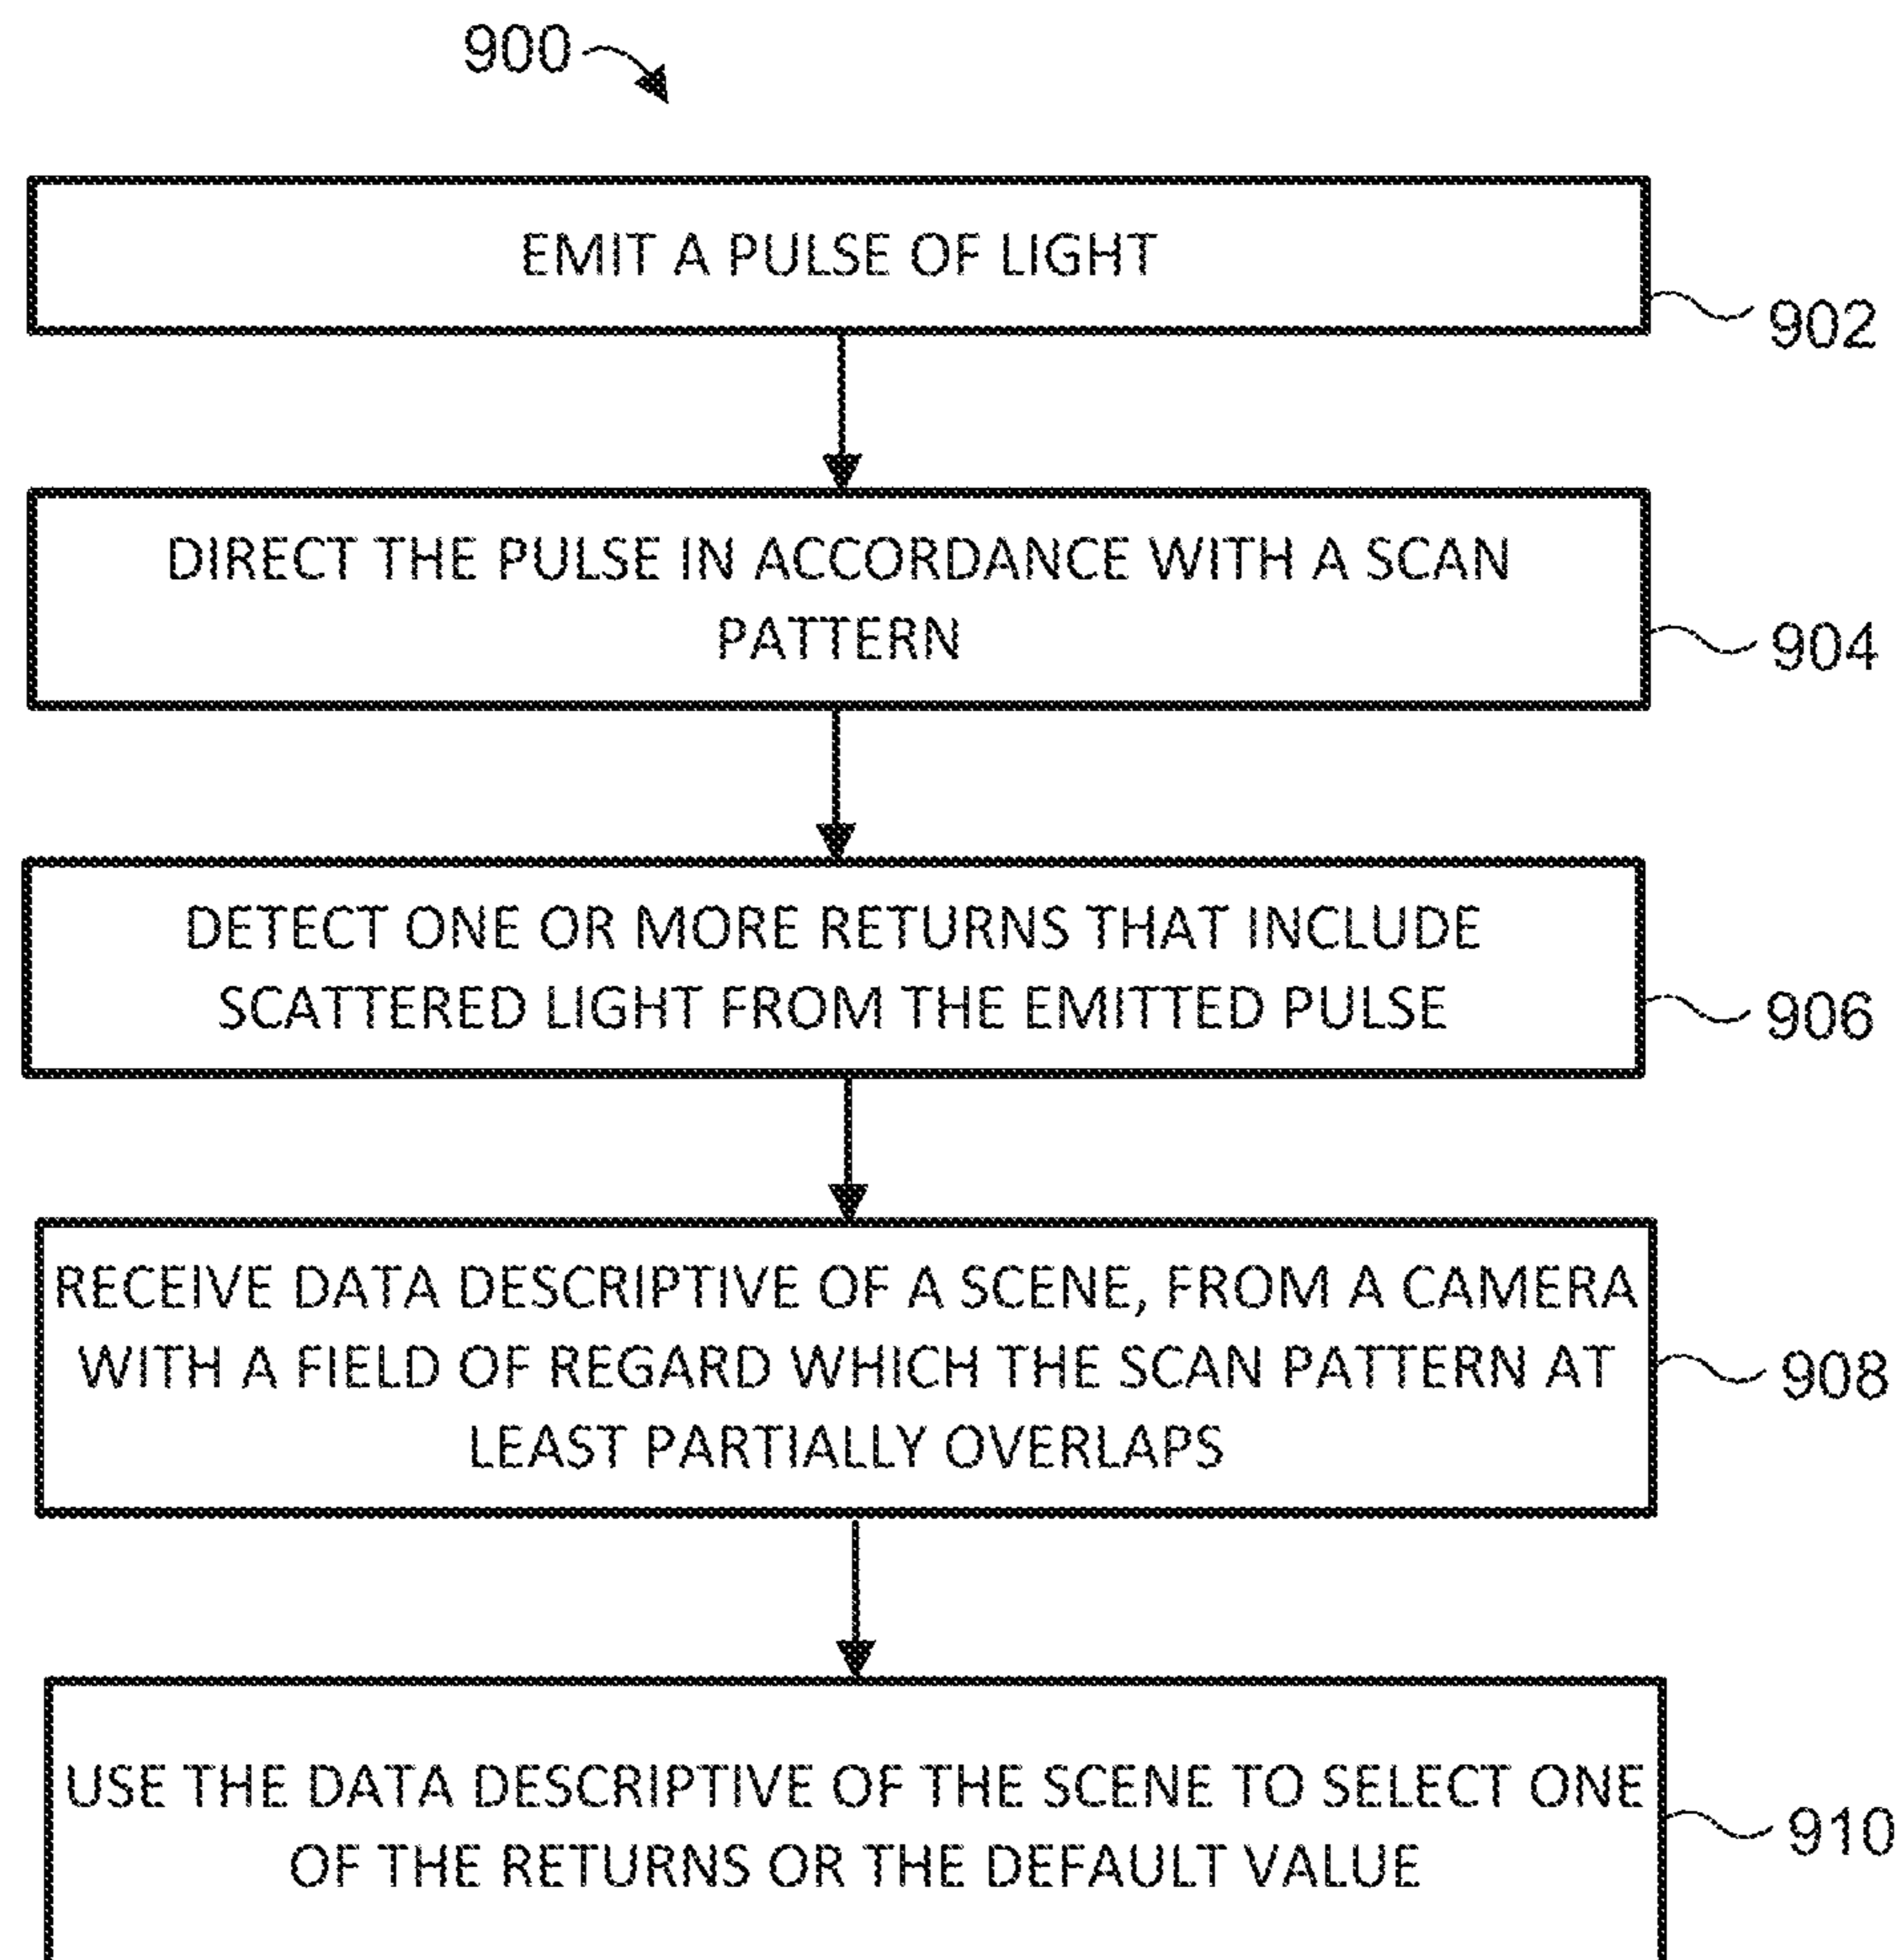 900
EMIT A PULSE OF LIGHT
902
DIRECT THE PULSE IN ACCORDANCE WITH A SCAN
PATTERN
904
DETECT ONE OR MORE RETURNS THAT INCLUDE
SCATTERED LIGHT FROM THE EMITTED PULSE
906
RECEIVE DATA DESCRIPTIVE OF A SCENE, FROM A CAMERA
WITH A FIELD OF REGARD WHICH THE SCAN PATTERN AT
LEAST PARTIALLY OVERLAPS
908
USE THE DATA DESCRIPTIVE OF THE SCENE TO SELECT ONE
OF THE RETURNS OR THE DEFAULT VALUE
910